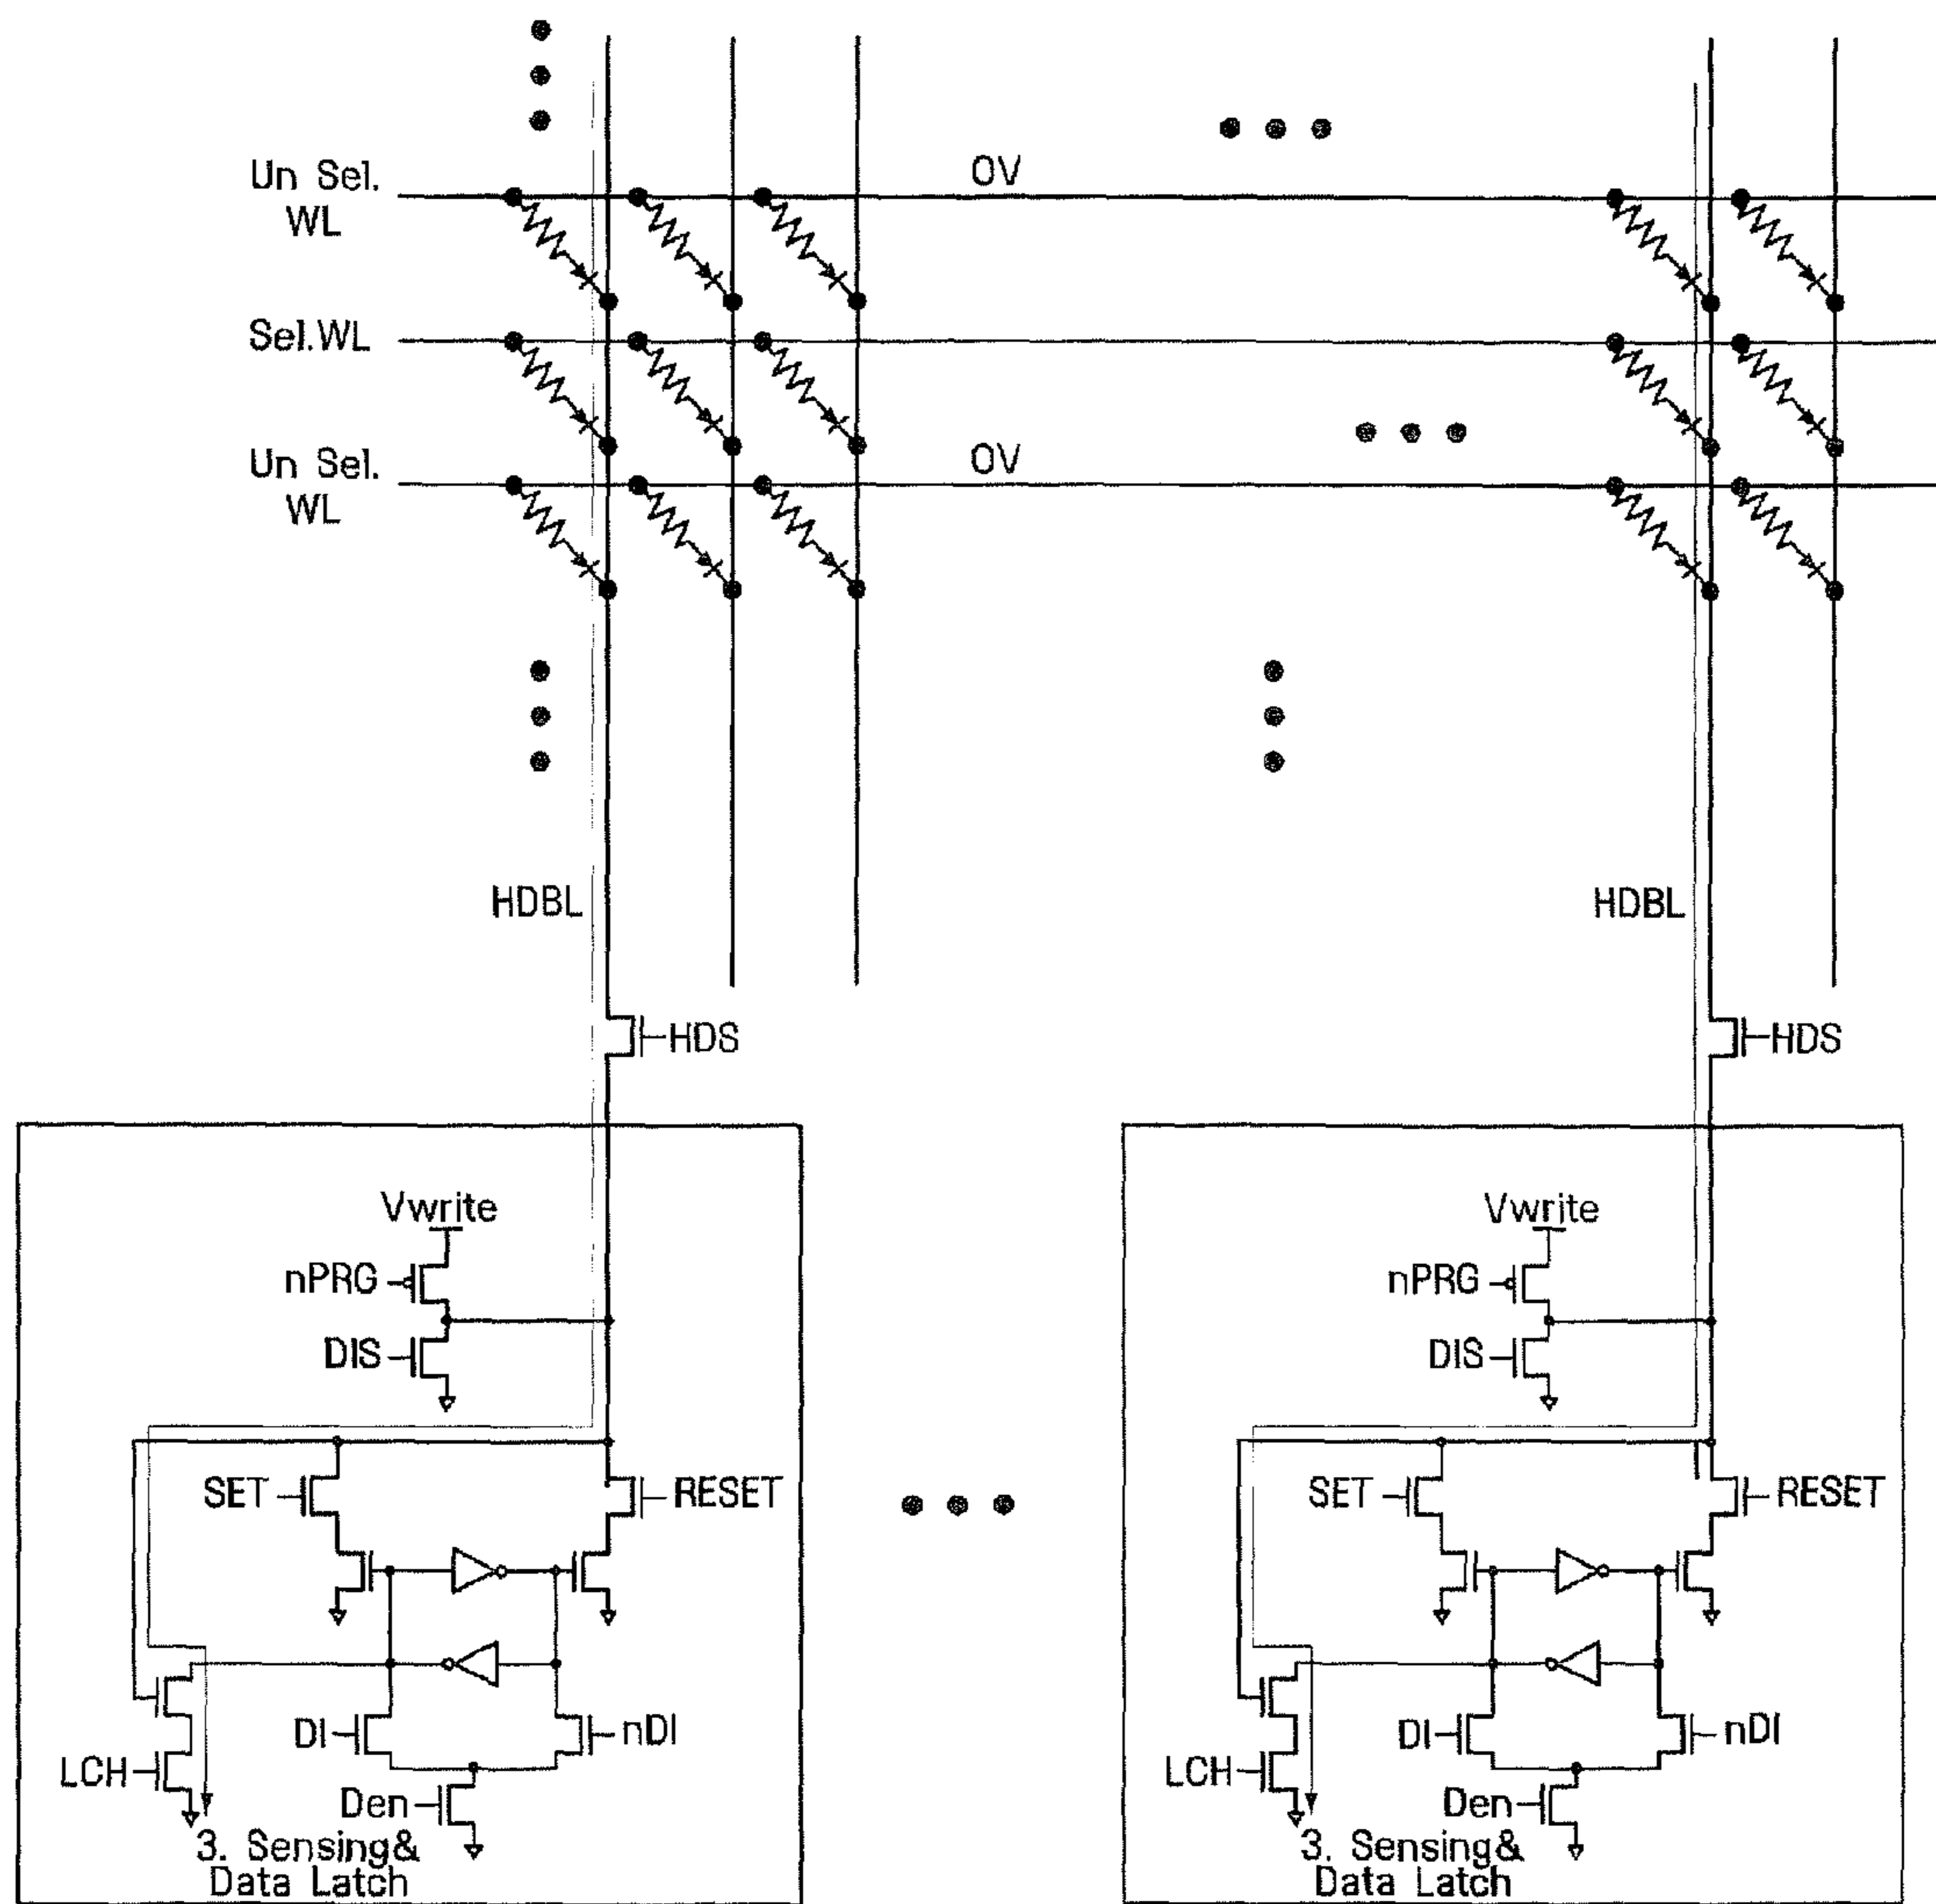 Un Sel.
WL
0V
Sel.WL
Un Sel.
WL
0V
HDBL
HDBL
HDS
HDS
Vwrite
nPRG
DIS
SET
RESET
DI
nDI
LCH
Den
3. Sensing&
Data Latch
Vwrite
nPRG
DIS
SET
RESET
DI
nDI
LCH
Den
3. Sensing&
Data Latch